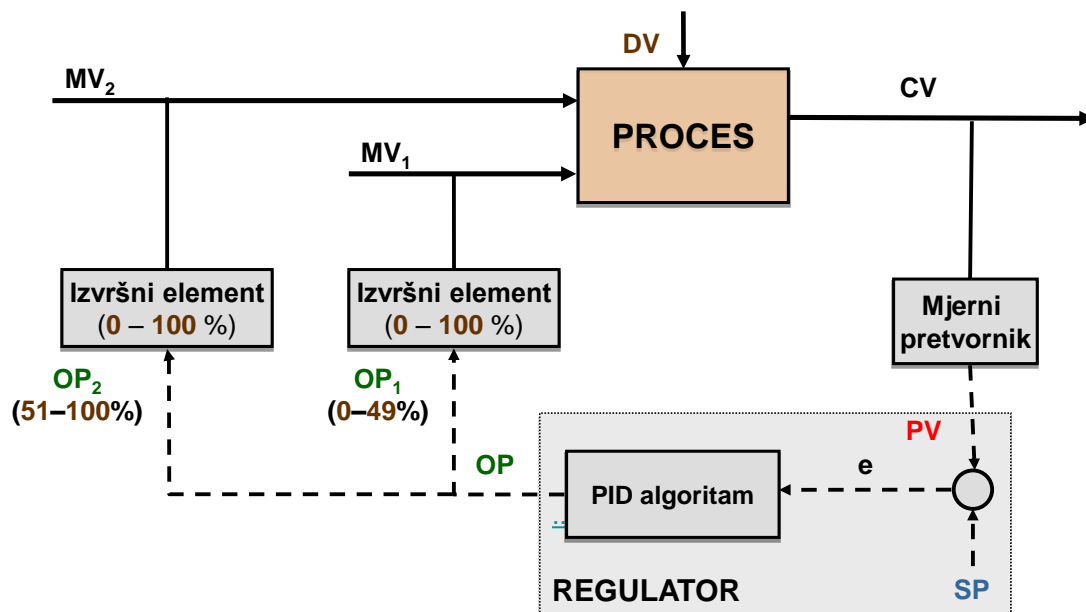 DV
MV₂
CV
PROCES
MV₁
Izvršni element
(0 – 100 %)
Izvršni element
(0 – 100 %)
Mjerni
pretvornik
OP₂
(51–100%)
OP₁
(0–49%)
PV
OP
e
PID algoritam
REGULATOR
SP